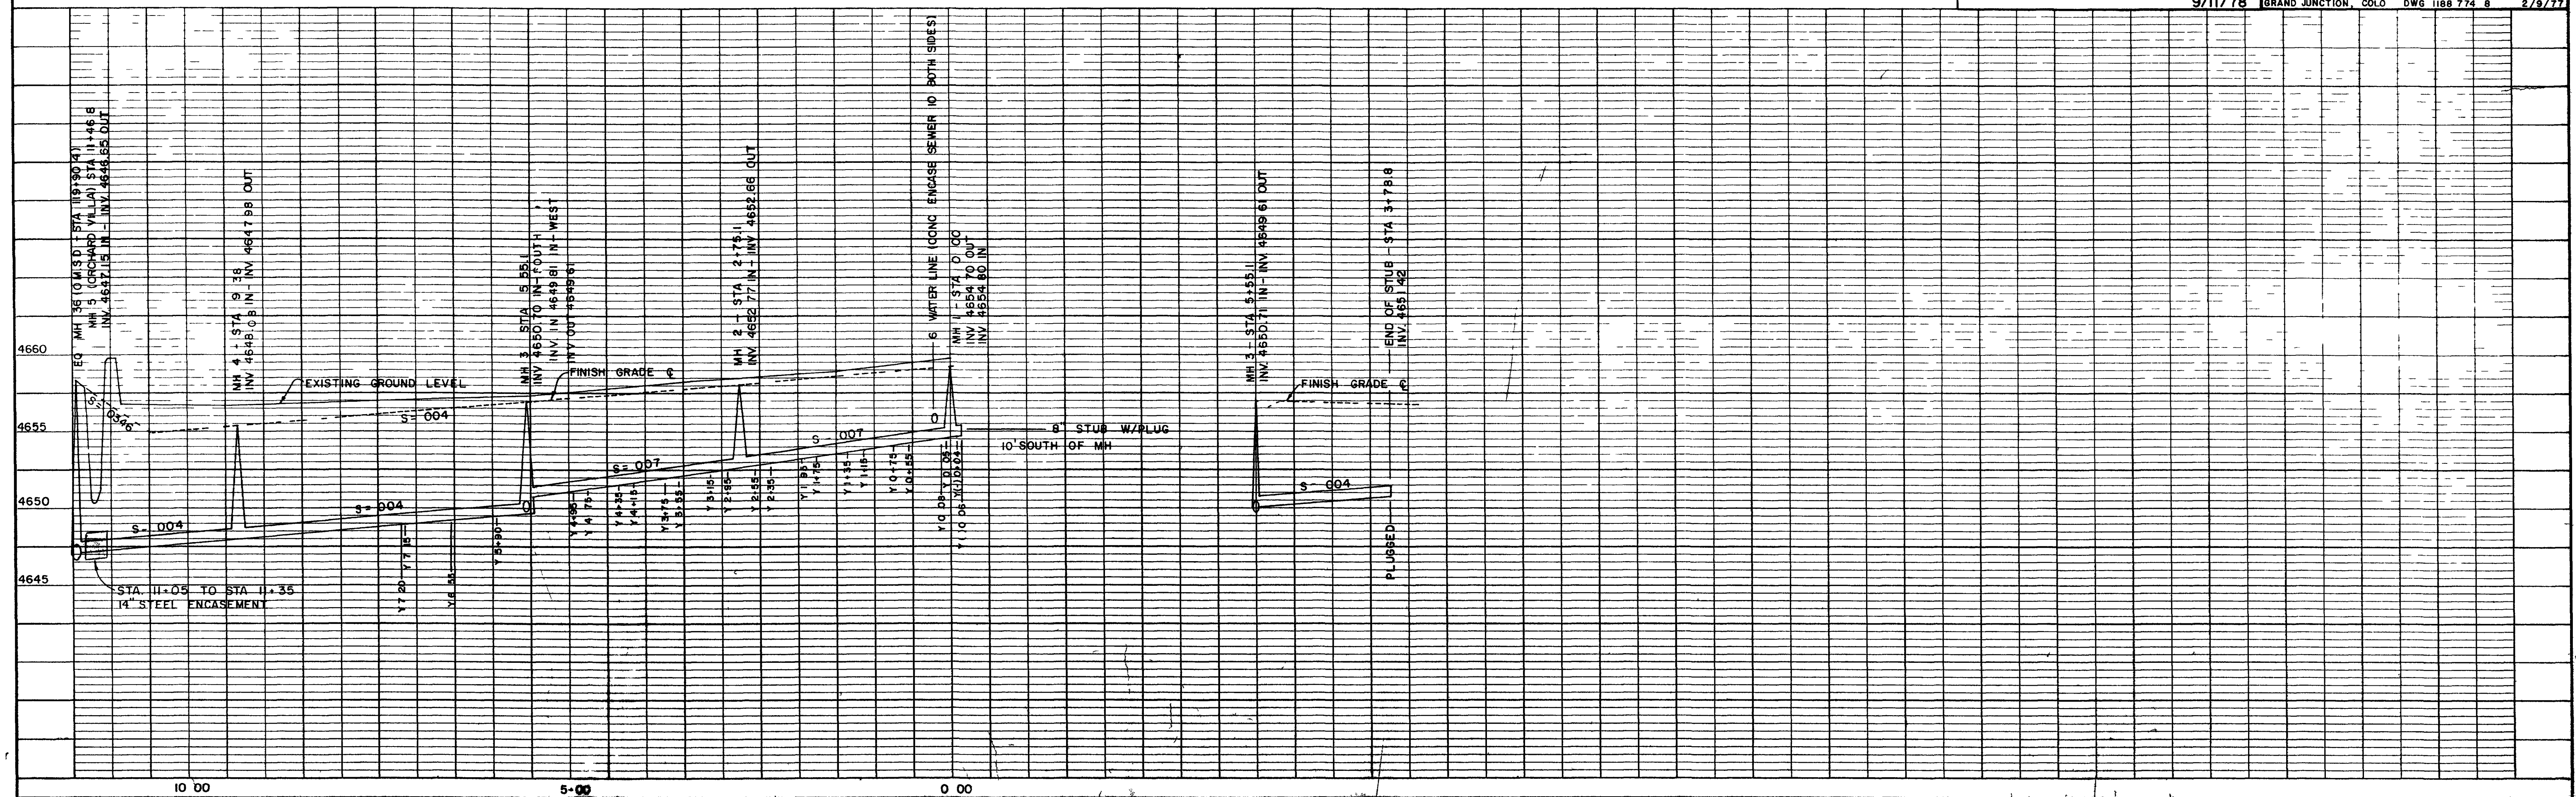 9/11/78
GRAND JUNCTION, COLO DWG 1188 774 8 2/9/77
EQ MH 36 (O.M.S.D - STA 119+90 4)
MH 5 (ORCHARD VILLA) STA 11+46 8
INV. 4647.15 IN - INV. 4646.65 OUT
MH 4 - STA 9 38
INV 4648.08 IN - INV. 4647 98 OUT
MH 3 STA 5 55.1
INV 4650.70 IN-SOUTH
INV. IN 4649 81 IN-WEST
INV OUT 4649.61
MH 2 - STA 2+75.1
INV. 4652 77 IN - INV 4652.66 OUT
6 WATER LINE (CONC ENCASE SEWER 10 BOTH SIDES)
MH 1 - STA 0 00
INV 4654 70 OUT
INV 4654 80 IN
MH 3 - STA 5+55.1
INV. 4650.71 IN - INV. 4649 61 OUT
END OF STUB - STA 3+78.8
INV. 4651 42
4660
4655
4650
4645
S= 0346
EXISTING GROUND LEVEL
S= 004
FINISH GRADE ℄
FINISH GRADE ℄
S- 004
S= 004
S= 007
S- 007
S- 004
8" STUB W/PLUG
10' SOUTH OF MH
STA. 11+05 TO STA 11+35
14" STEEL ENCASEMENT
Y 7 20
Y 7 15
Y 6 55
Y 5+90
Y 4+95
Y 4 75
Y 4+35
Y 4+15
Y 3+75
Y 3+55
Y 3+15
Y 2+95
Y 2+55
Y 2+35
Y 1 95
Y 1+75
Y 1+35
Y 1+15
Y 0+75
Y 0+55
Y 0 08
Y 0 05
Y(-)0+04
Y(-) 0 06
PLUGGED
10 00
5+00
0 00